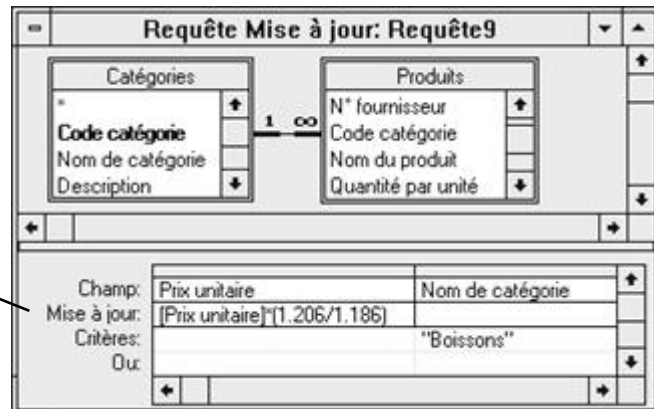 Requête Mise à jour: Requête9
Catégories
*
Code catégorie
Nom de catégorie
Description
1 ∞
Produits
N° fournisseur
Code catégorie
Nom du produit
Quantité par unité
Champ: Prix unitaire Nom de catégorie
Mise à jour: [Prix unitaire]*(1.206/1.186)
Critères: "Boissons"
Ou: